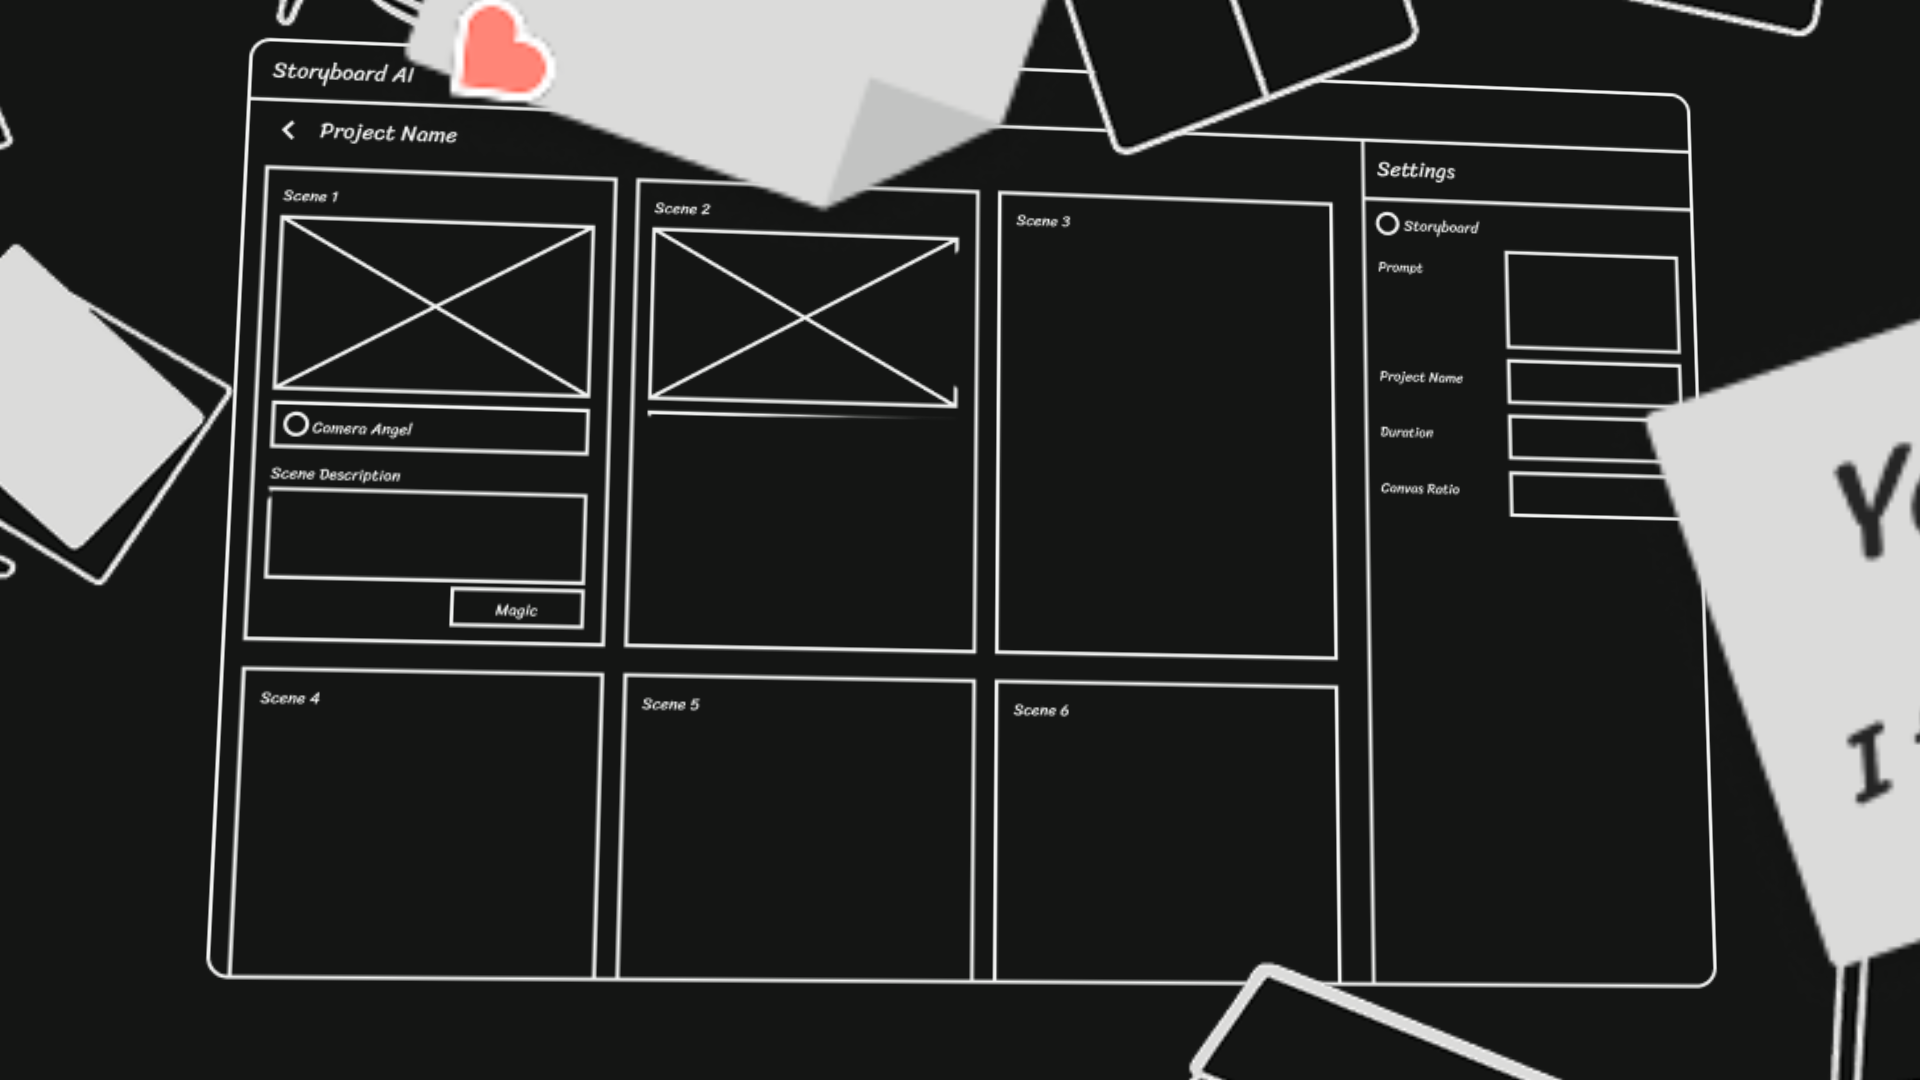 Storyboard AI
Project Name
Scene 1
Camera Angel
Scene Description
Magic
Scene 2
Scene 3
Scene 4
Scene 5
Scene 6
Settings
Storyboard
Prompt
Project Name
Duration
Canvas Ratio
I